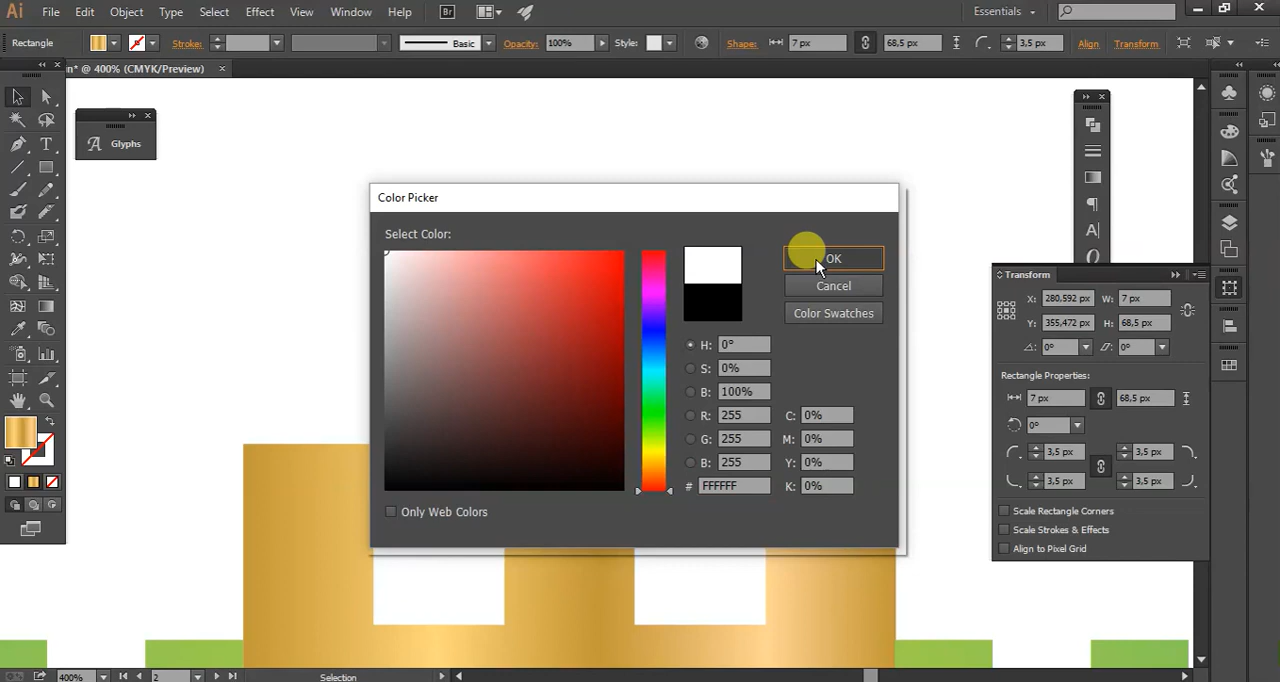 Ai File Edit Object Type Select Effect View Window Help Br Essentials
Rectangle Stroke: Basic Opacity: 100% Style: Shape: 7 px 68,5 px 3,5 px Align Transform
n* @ 400% (CMYK/Preview) ×
A Glyphs
Color Picker
Select Color:
OK
Cancel
Color Swatches
H: 0°
S: 0%
B: 100%
R: 255 C: 0%
G: 255 M: 0%
B: 255 Y: 0%
# FFFFFF K: 0%
Only Web Colors
Transform
X: 280,592 px W: 7 px
Y: 355,472 px H: 68,5 px
0° 0°
Rectangle Properties:
7 px 68,5 px
0°
3,5 px 3,5 px
3,5 px 3,5 px
Scale Rectangle Corners
Scale Strokes & Effects
Align to Pixel Grid
400% 2 Selection